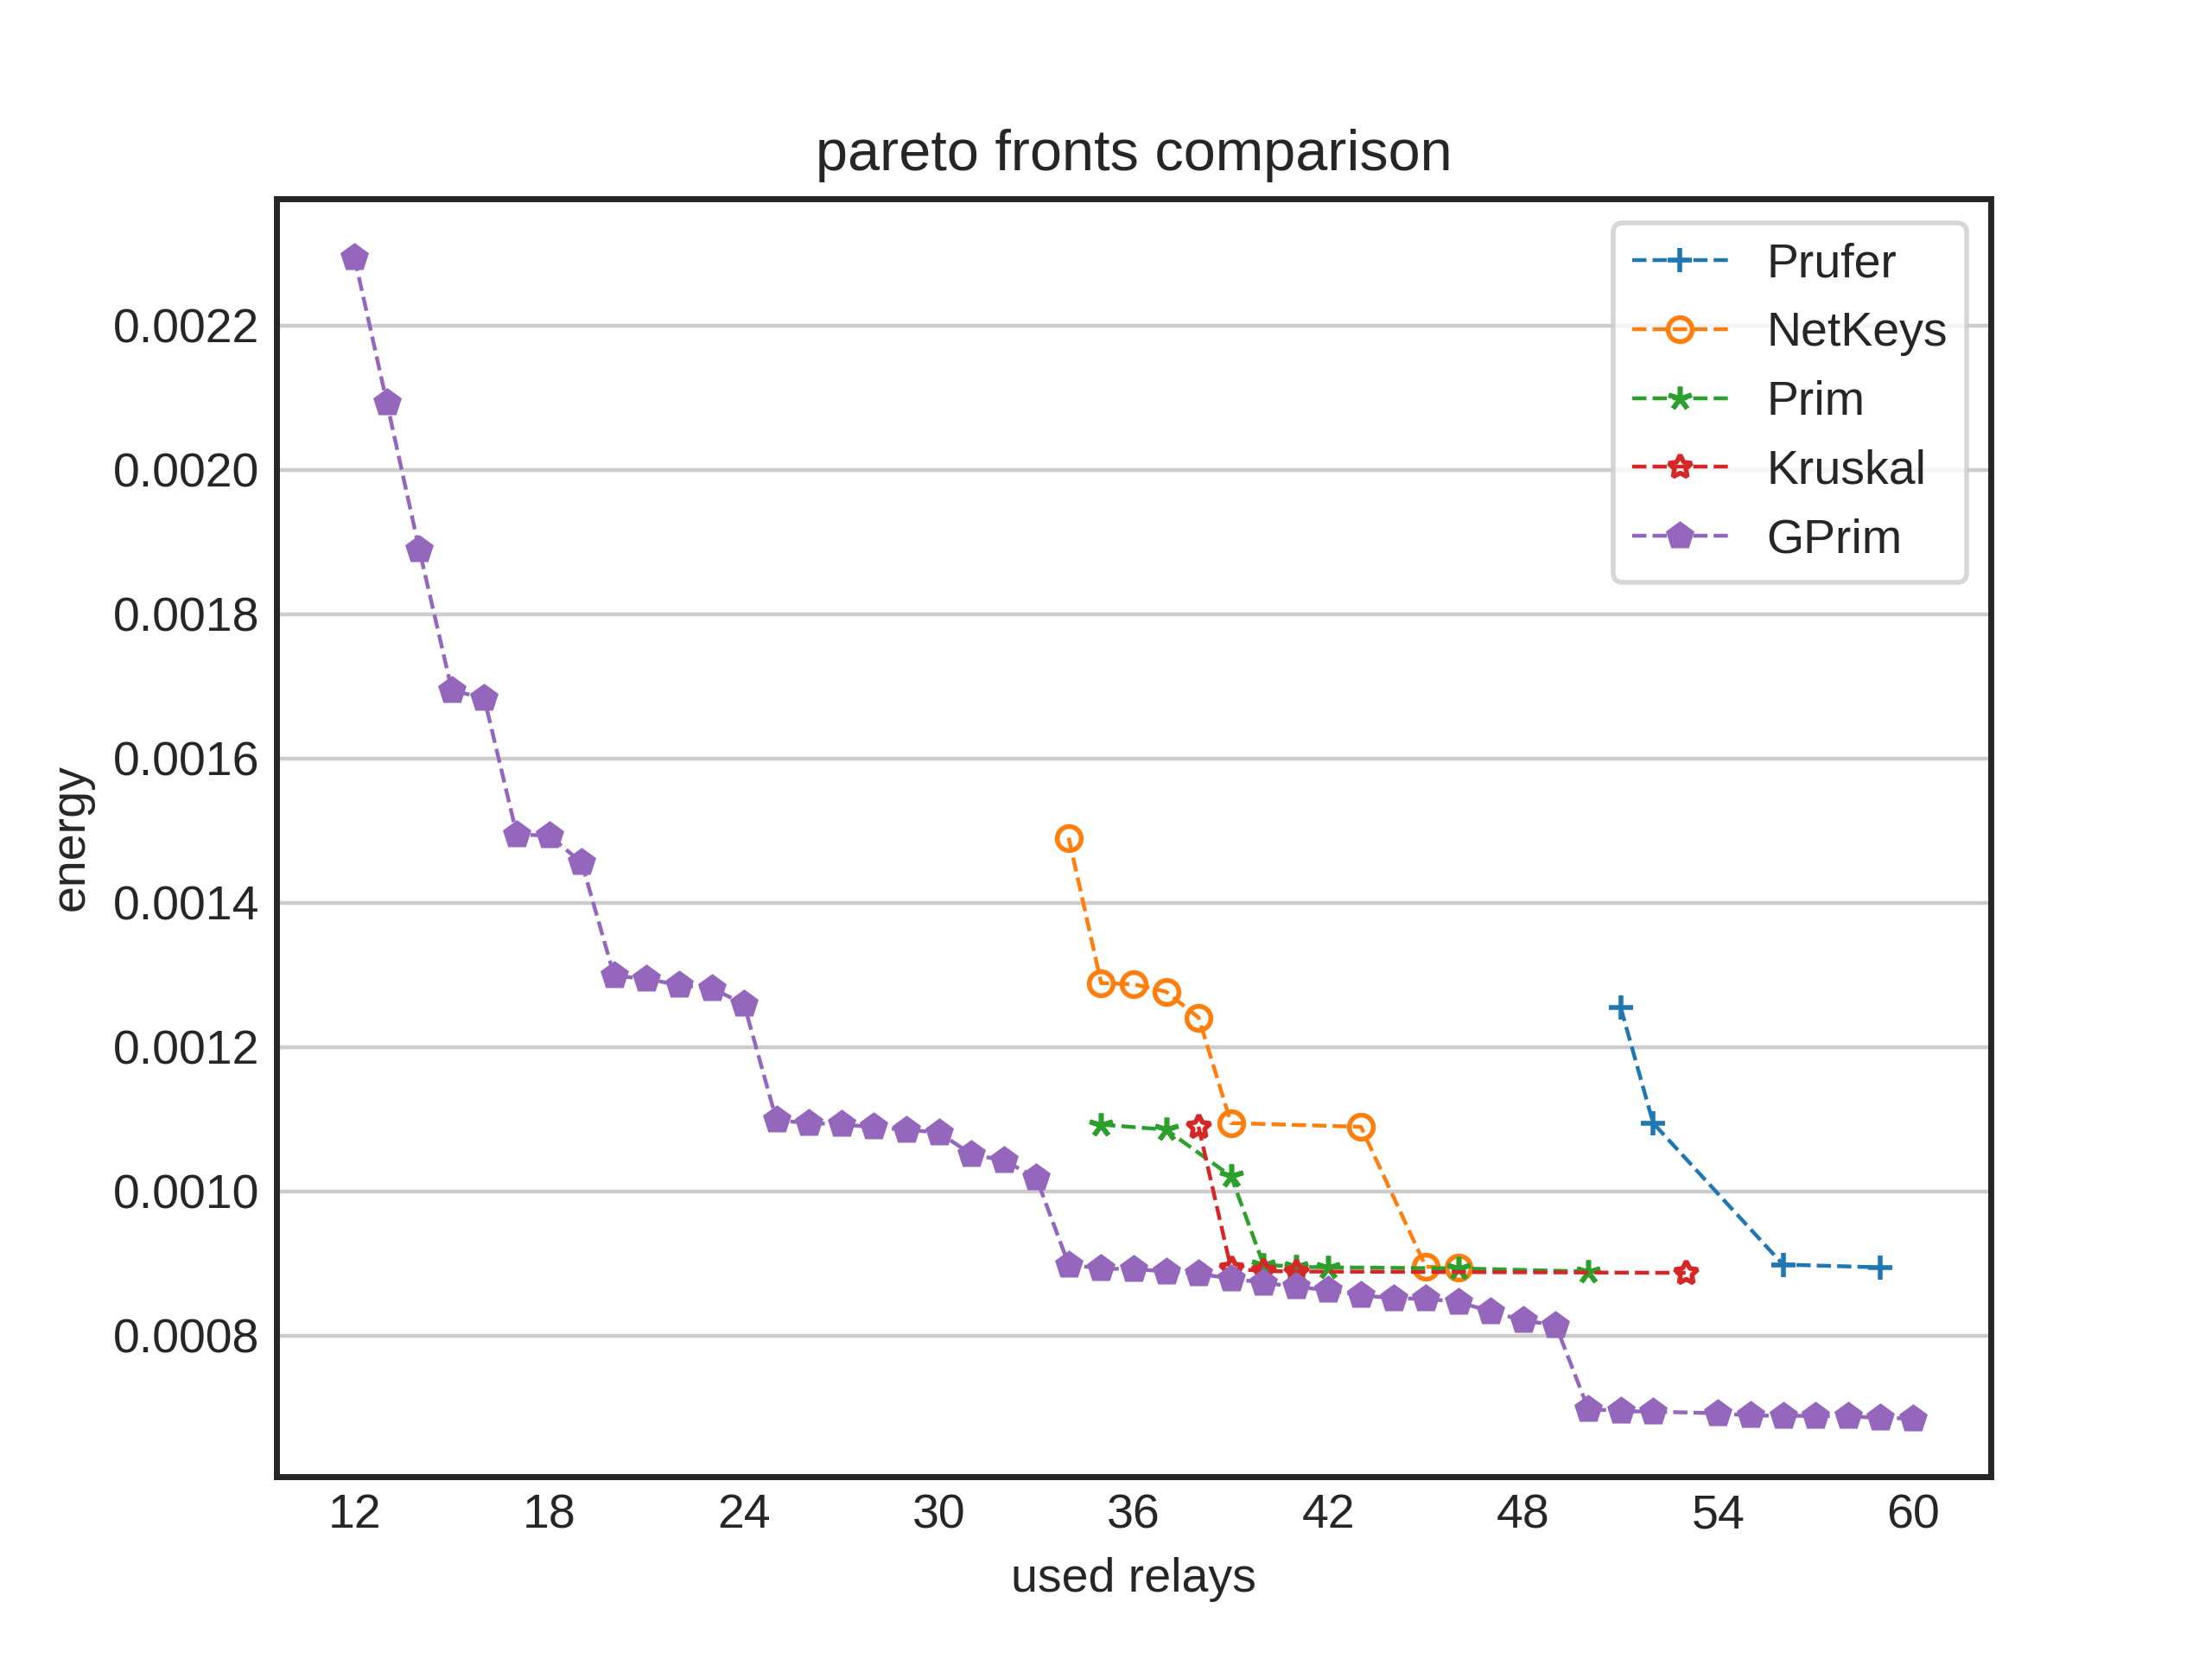 pareto fronts comparison
Prufer
NetKeys
Prim
Kruskal
GPrim
0.0022
0.0020
0.0018
0.0016
0.0014
0.0012
0.0010
0.0008
energy
12 18 24 30 36 42 48 54 60
used relays